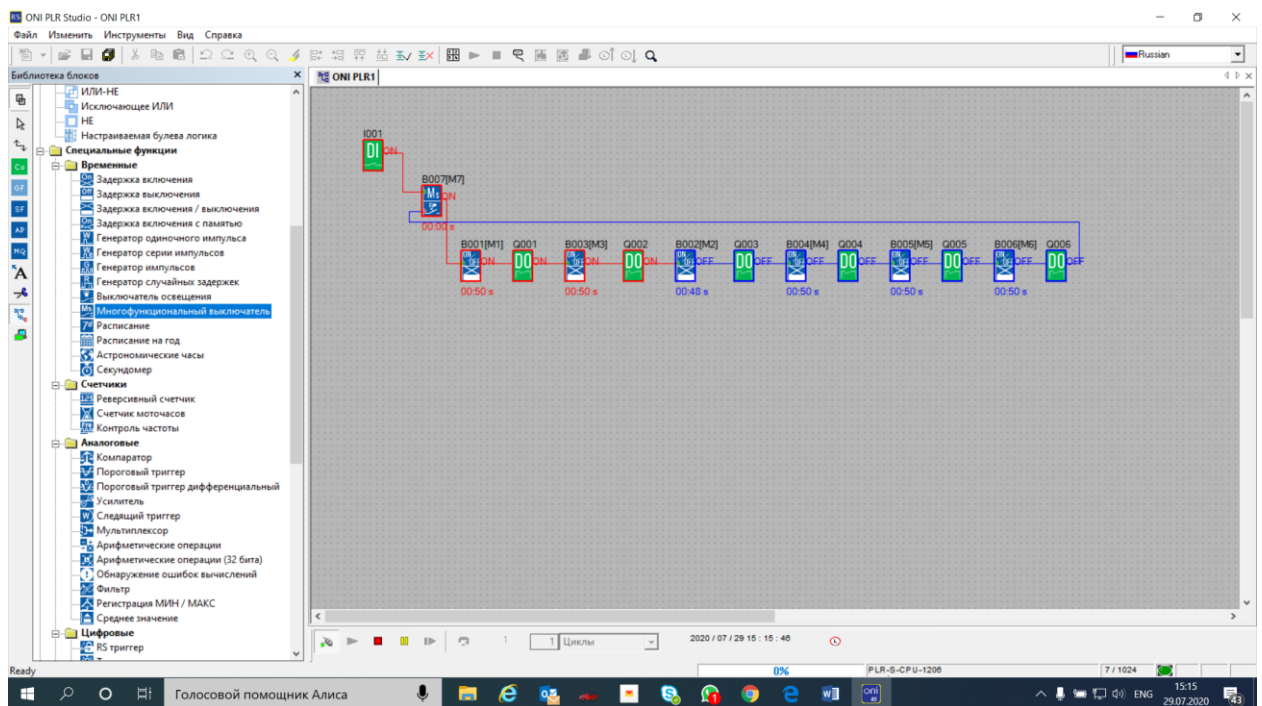 ONI PLR Studio - ONI PLR1
Файл Изменить Инструменты Вид Справка
Russian
Библиотека блоков
ONI PLR1
ИЛИ-НЕ
Исключающее ИЛИ
НЕ
Настраиваемая булева логика
Специальные функции
Временные
Задержка включения
Задержка выключения
Задержка включения / выключения
Задержка включения с памятью
Генератор одиночного импульса
Генератор серии импульсов
Генератор импульсов
Генератор случайных задержек
Выключатель освещения
Многофункциональный выключатель
Расписание
Расписание на год
Астрономические часы
Секундомер
Счетчики
Реверсивный счетчик
Счетчик моточасов
Контроль частоты
Аналоговые
Компаратор
Пороговый триггер
Пороговый триггер дифференциальный
Усилитель
Следящий триггер
Мультиплексор
Арифметические операции
Арифметические операции (32 бита)
Обнаружение ошибок вычислений
Фильтр
Регистрация МИН / МАКС
Среднее значение
Цифровые
RS триггер
Co
GF
SF
AP
MQ
A
I001
DI ON
B007[M7]
Ms ON
00:00 s
B001[M1] Q001 B003[M3] Q002 B002[M2] Q003 B004[M4] Q004 B005[M5] Q005 B006[M6] Q006
ON DO ON ON DO ON OFF DO OFF OFF DO OFF OFF DO OFF OFF DO OFF
00:50 s 00:50 s 00:48 s 00:50 s 00:50 s 00:50 s
1 1 Циклы 2020 / 07 / 29 15 : 15 : 46
Ready 0% PLR-S-CPU-1206 7 / 1024
Голосовой помощник Алиса ENG 15:15
29.07.2020 43